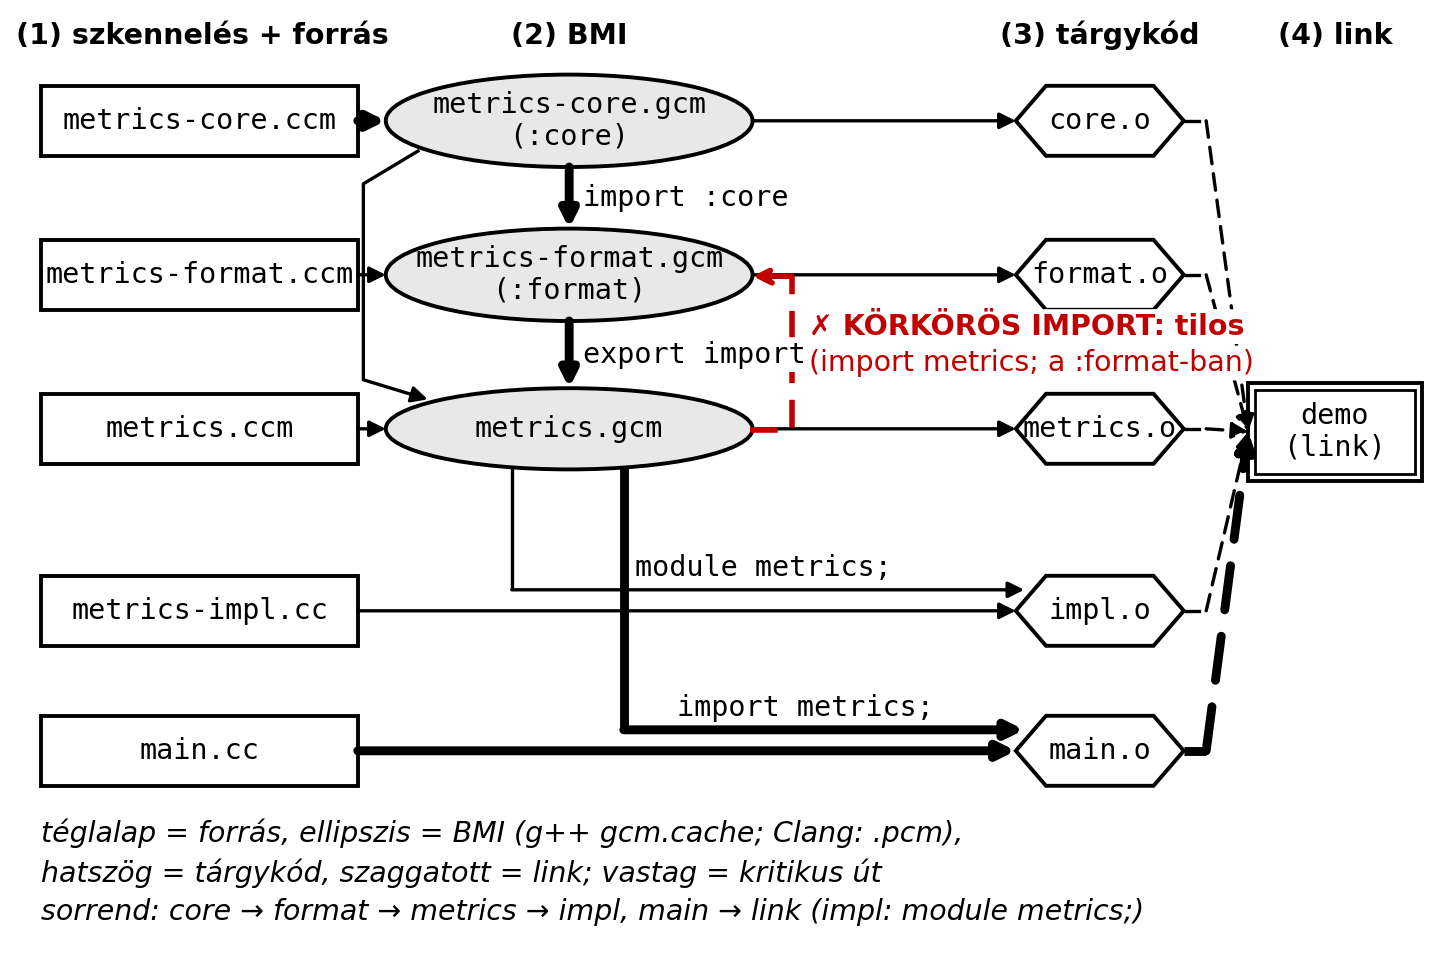 (1) szkennelés + forrás
(2) BMI
(3) tárgykód
(4) link
metrics-core.ccm
metrics-core.gcm
(:core)
core.o
import :core
metrics-format.ccm
metrics-format.gcm
(:format)
format.o
✗ KÖRKÖRÖS IMPORT: tilos
(import metrics; a :format-ban)
export import
metrics.ccm
metrics.gcm
metrics.o
demo
(link)
module metrics;
metrics-impl.cc
impl.o
import metrics;
main.cc
main.o
téglalap = forrás, ellipszis = BMI (g++ gcm.cache; Clang: .pcm),
hatszög = tárgykód, szaggatott = link; vastag = kritikus út
sorrend: core → format → metrics → impl, main → link (impl: module metrics;)